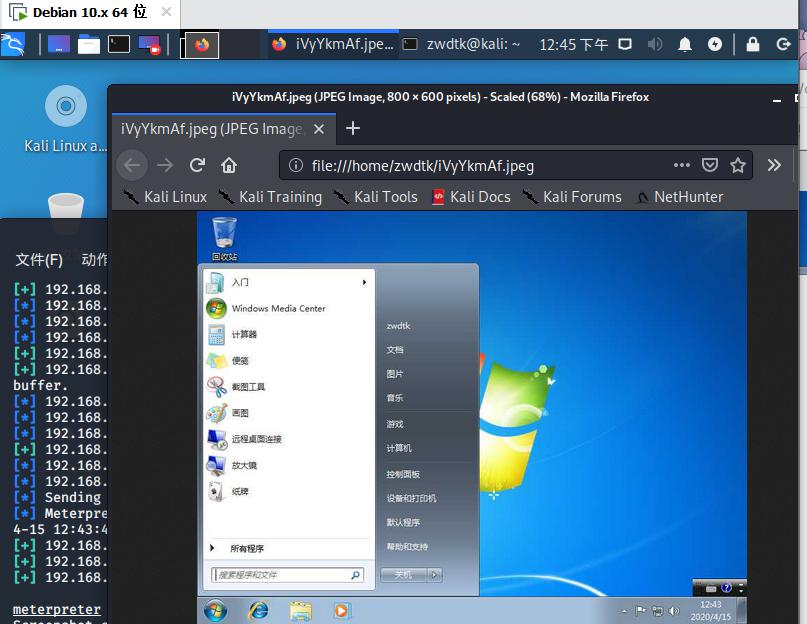 Debian 10.x 64 位
iVyYkmAf.jpe...
zwdtk@kali: ~
12:45 下午
iVyYkmAf.jpeg (JPEG Image, 800 × 600 pixels) - Scaled (68%) - Mozilla Firefox
iVyYkmAf.jpeg (JPEG Image,
file:///home/zwdtk/iVyYkmAf.jpeg
Kali Linux
Kali Training
Kali Tools
Kali Docs
Kali Forums
NetHunter
Kali Linux a...
文件(F) 动作
[+] 192.168.
[*] 192.168.
[*] 192.168.
[*] 192.168.
[+] 192.168.
[+] 192.168.
buffer.
[*] 192.168.
[*] 192.168.
[*] 192.168.
[+] 192.168.
[*] 192.168.
[*] 192.168.
[*] Sending
[*] Meterpre
4-15 12:43:4
[+] 192.168.
[+] 192.168.
[+] 192.168.
meterpreter
回收站
入门
Windows Media Center
计算器
便笺
截图工具
画图
远程桌面连接
放大镜
纸牌
所有程序
搜索程序和文件
zwdtk
文档
图片
音乐
游戏
计算机
控制面板
设备和打印机
默认程序
帮助和支持
关机
12:43
2020/4/15